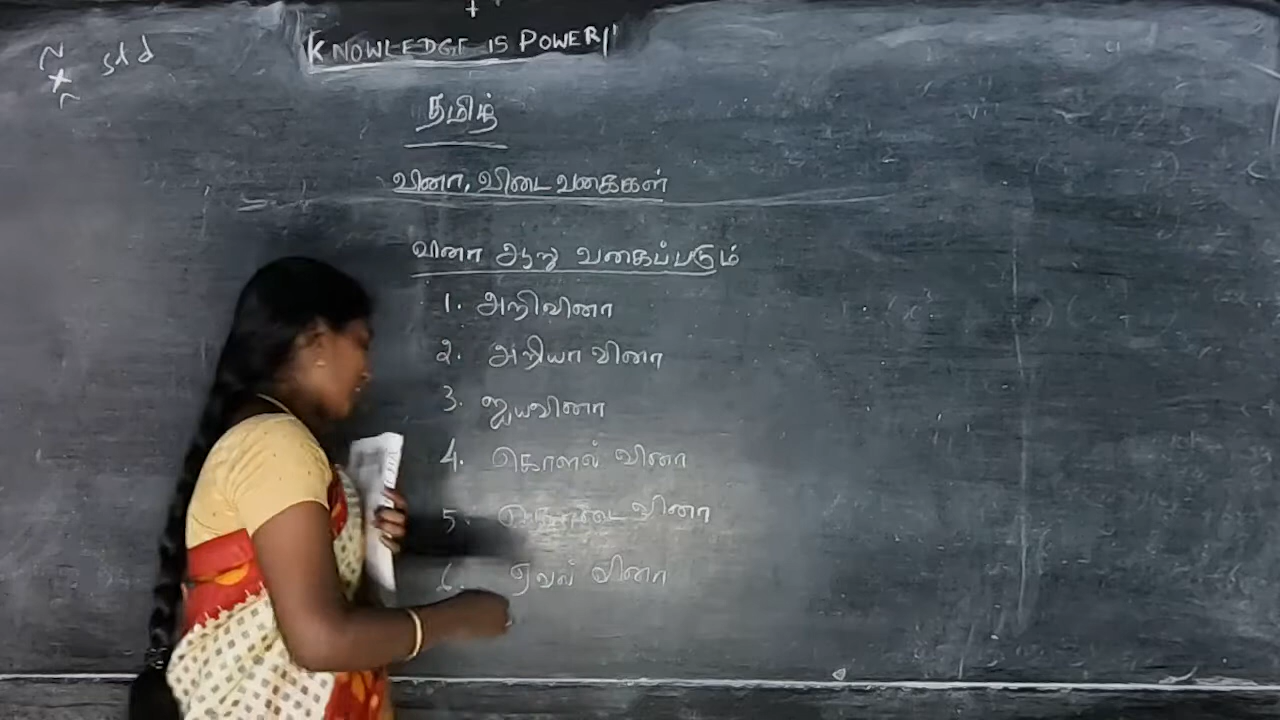 KNOWLEDGE IS POWER
std
தமிழ்
வினா, விடை வகைகள்
வினா ஆறு வகைப்படும்
1. அறிவினா
2. அறியா வினா
3. ஐயவினா
4. கொளல் வினா
5. கொடை வினா
6. ஏவல் வினா